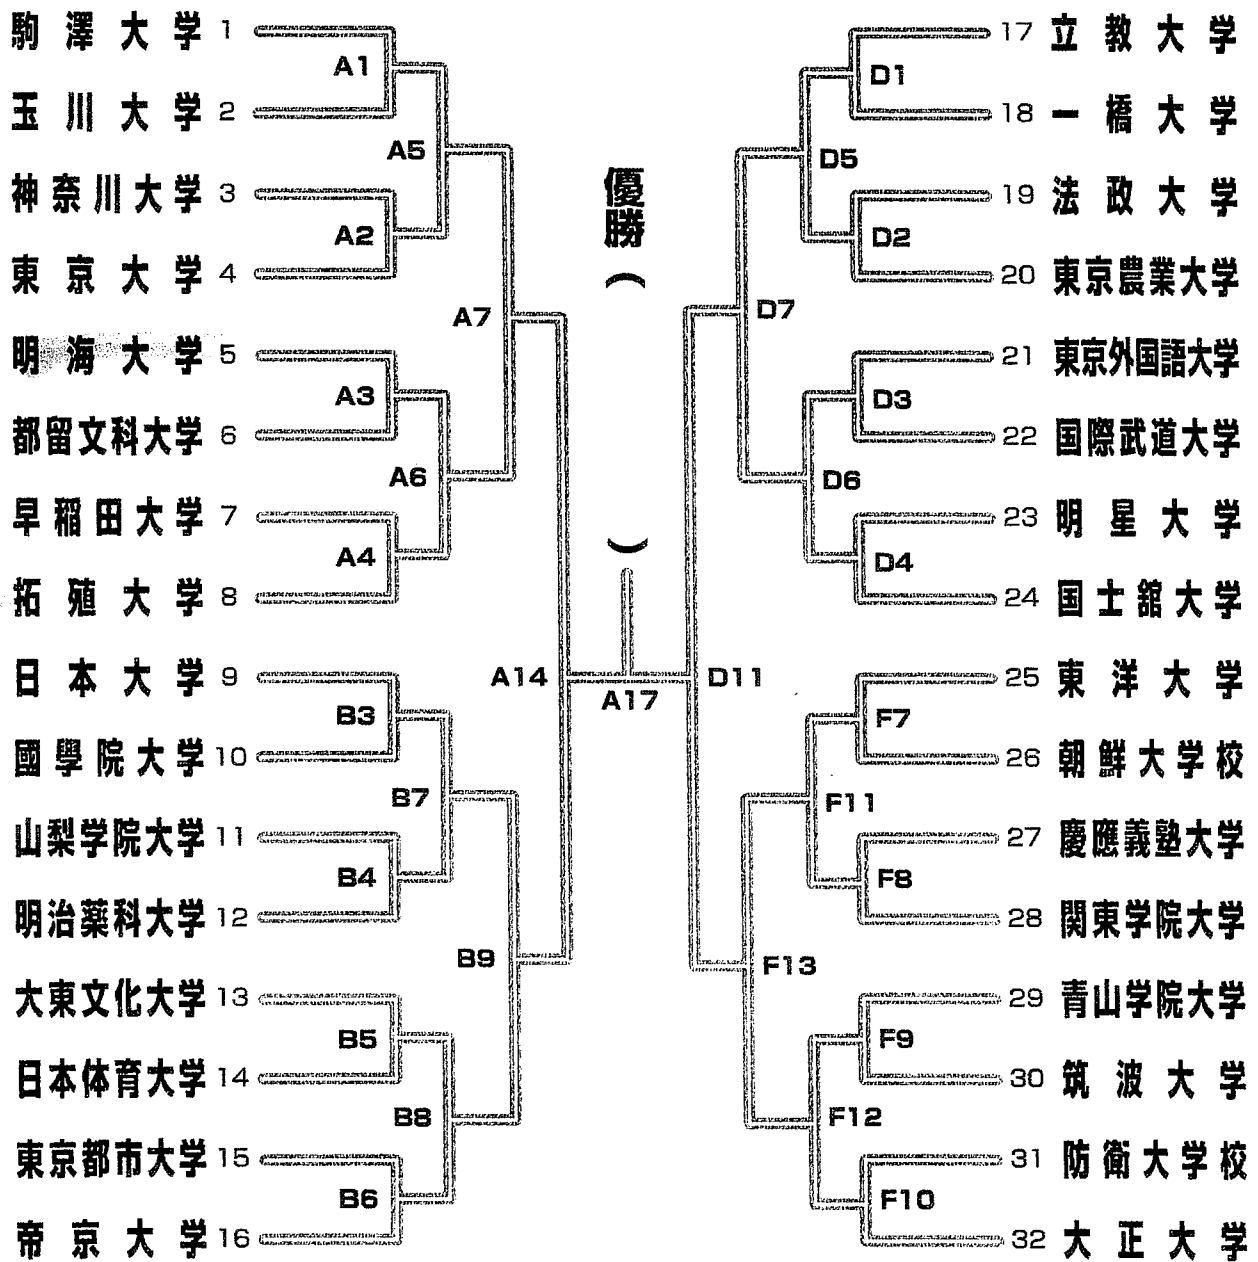 駒澤大学 1
A1
玉川大学 2
A5
神奈川大学 3
A2
東京大学 4
A7
明海大学 5
A3
都留文科大学 6
A6
早稲田大学 7
A4
拓殖大学 8
A14
日本大学 9
B3
國學院大学 10
B7
山梨学院大学 11
B4
明治薬科大学 12
B9
大東文化大学 13
B5
日本体育大学 14
B8
東京都市大学 15
B6
帝京大学 16
優勝( )
A17
17 立教大学
D1
18 一橋大学
D5
19 法政大学
D2
20 東京農業大学
D7
21 東京外国語大学
D3
22 国際武道大学
D6
23 明星大学
D4
24 国士舘大学
D11
25 東洋大学
F7
26 朝鮮大学校
F11
27 慶應義塾大学
F8
28 関東学院大学
F13
29 青山学院大学
F9
30 筑波大学
F12
31 防衛大学校
F10
32 大正大学